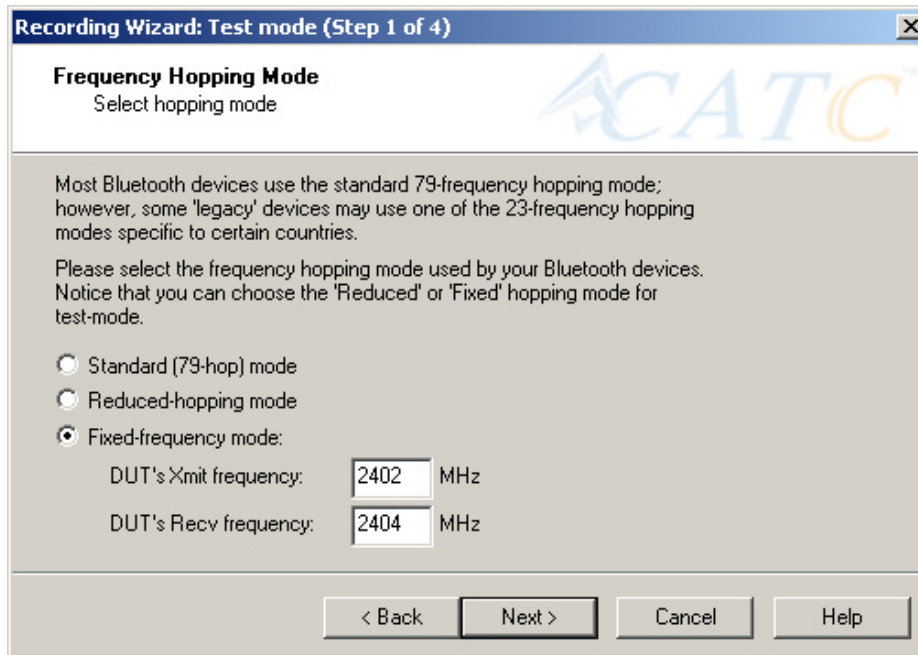 Recording Wizard: Test mode (Step 1 of 4)
Frequency Hopping Mode
Select hopping mode
CATC
Most Bluetooth devices use the standard 79-frequency hopping mode;
however, some 'legacy' devices may use one of the 23-frequency hopping
modes specific to certain countries.
Please select the frequency hopping mode used by your Bluetooth devices.
Notice that you can choose the 'Reduced' or 'Fixed' hopping mode for
test-mode.
Standard (79-hop) mode
Reduced-hopping mode
Fixed-frequency mode:
DUT's Xmit frequency: 2402 MHz
DUT's Recv frequency: 2404 MHz
< Back Next > Cancel Help